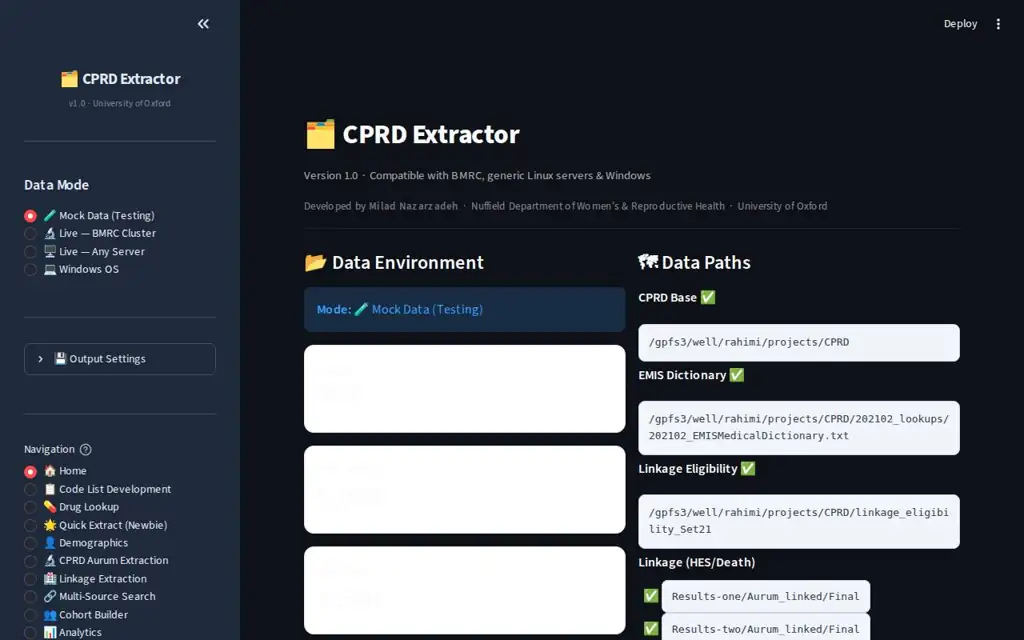 Deploy
CPRD Extractor
v1.0 · University of Oxford
Data Mode
Mock Data (Testing)
Live — BMRC Cluster
Live — Any Server
Windows OS
Output Settings
Navigation
Home
Code List Development
Drug Lookup
Quick Extract (Newbie)
Demographics
CPRD Aurum Extraction
Linkage Extraction
Multi-Source Search
Cohort Builder
Analytics
CPRD Extractor
Version 1.0 · Compatible with BMRC, generic Linux servers & Windows
Developed by Milad Nazarzadeh · Nuffield Department of Women's & Reproductive Health · University of Oxford
Data Environment
Mode: Mock Data (Testing)
Data Paths
CPRD Base
/gpfs3/well/rahimi/projects/CPRD
EMIS Dictionary
/gpfs3/well/rahimi/projects/CPRD/202102_lookups/
202102_EMISMedicalDictionary.txt
Linkage Eligibility
/gpfs3/well/rahimi/projects/CPRD/linkage_eligibi
lity_Set21
Linkage (HES/Death)
Results-one/Aurum_linked/Final
Results-two/Aurum_linked/Final